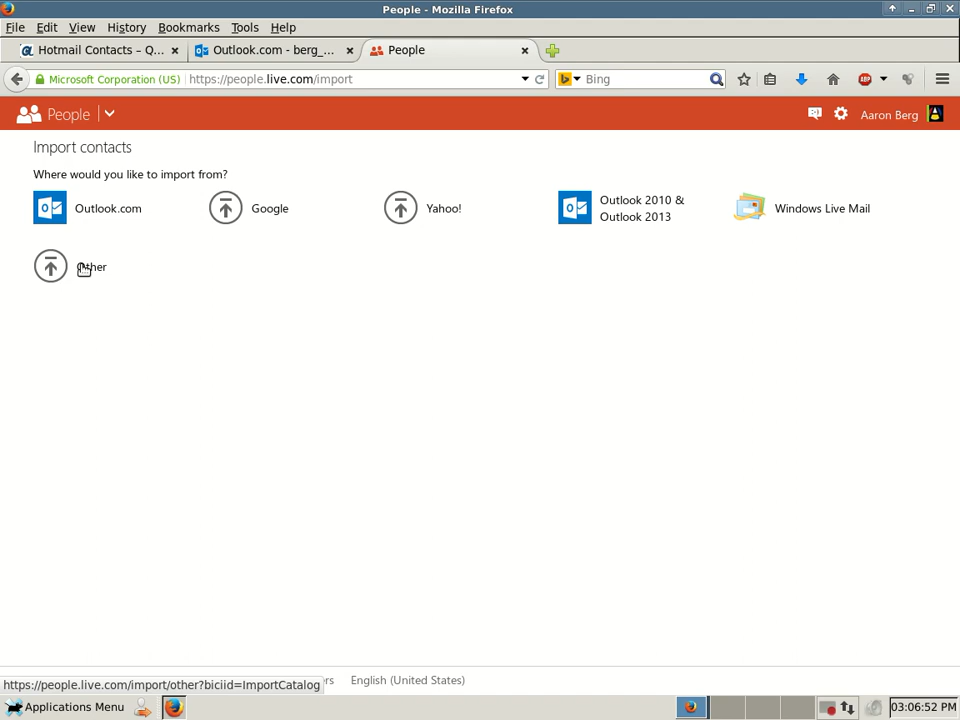 People - Mozilla Firefox
File Edit View History Bookmarks Tools Help
Hotmail Contacts – Q...
Outlook.com - berg_...
People
Microsoft Corporation (US)
https://people.live.com/import
Bing
ABP
People
Aaron Berg
Import contacts
Where would you like to import from?
Outlook.com
Google
Yahoo!
Outlook 2010 &
Outlook 2013
Windows Live Mail
Other
https://people.live.com/import/other?biciid=ImportCatalog
rs
English (United States)
Applications Menu
03:06:52 PM